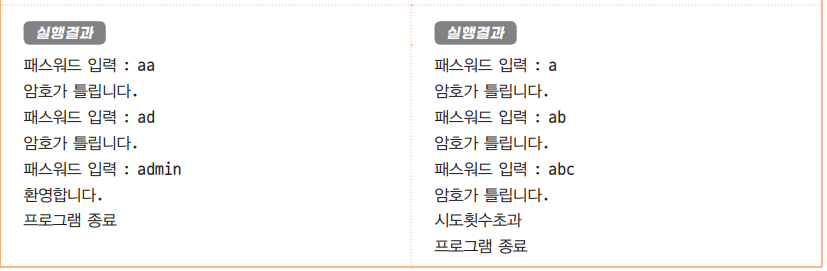 실행결과
패스워드 입력 : aa
암호가 틀립니다.
패스워드 입력 : ad
암호가 틀립니다.
패스워드 입력 : admin
환영합니다.
프로그램 종료
실행결과
패스워드 입력 : a
암호가 틀립니다.
패스워드 입력 : ab
암호가 틀립니다.
패스워드 입력 : abc
암호가 틀립니다.
시도횟수초과
프로그램 종료